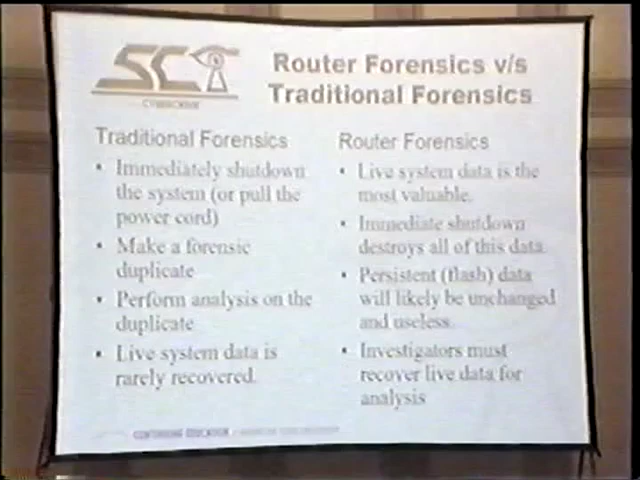 SCI
Router Forensics v/s
Traditional Forensics
Traditional Forensics
• Immediately shutdown
the system (or pull the
power cord)
• Make a forensic
duplicate
• Perform analysis on the
duplicate
• Live system data is
rarely recovered.
Router Forensics
• Live system data is the
most valuable.
• Immediate shutdown
destroys all of this data.
• Persistent (flash) data
will likely be unchanged
and useless.
• Investigators must
recover live data for
analysis
CONTINUING EDUCATION